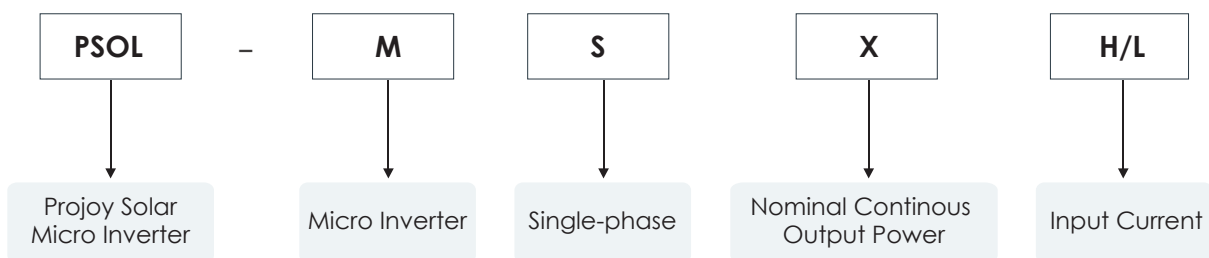 PSOL – M S X H/L
Projoy Solar
Micro Inverter
Micro Inverter
Single-phase
Nominal Continous
Output Power
Input Current